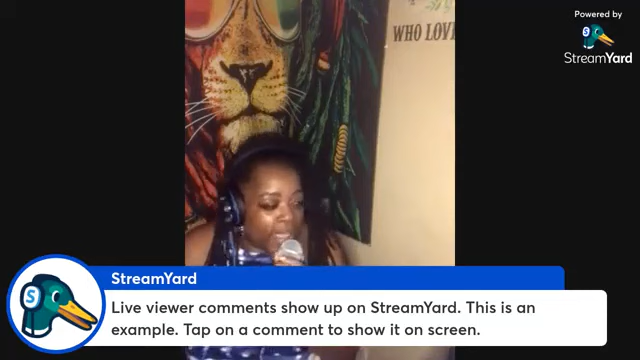 Powered by
StreamYard
WHO LOV
StreamYard
Live viewer comments show up on StreamYard. This is an
example. Tap on a comment to show it on screen.